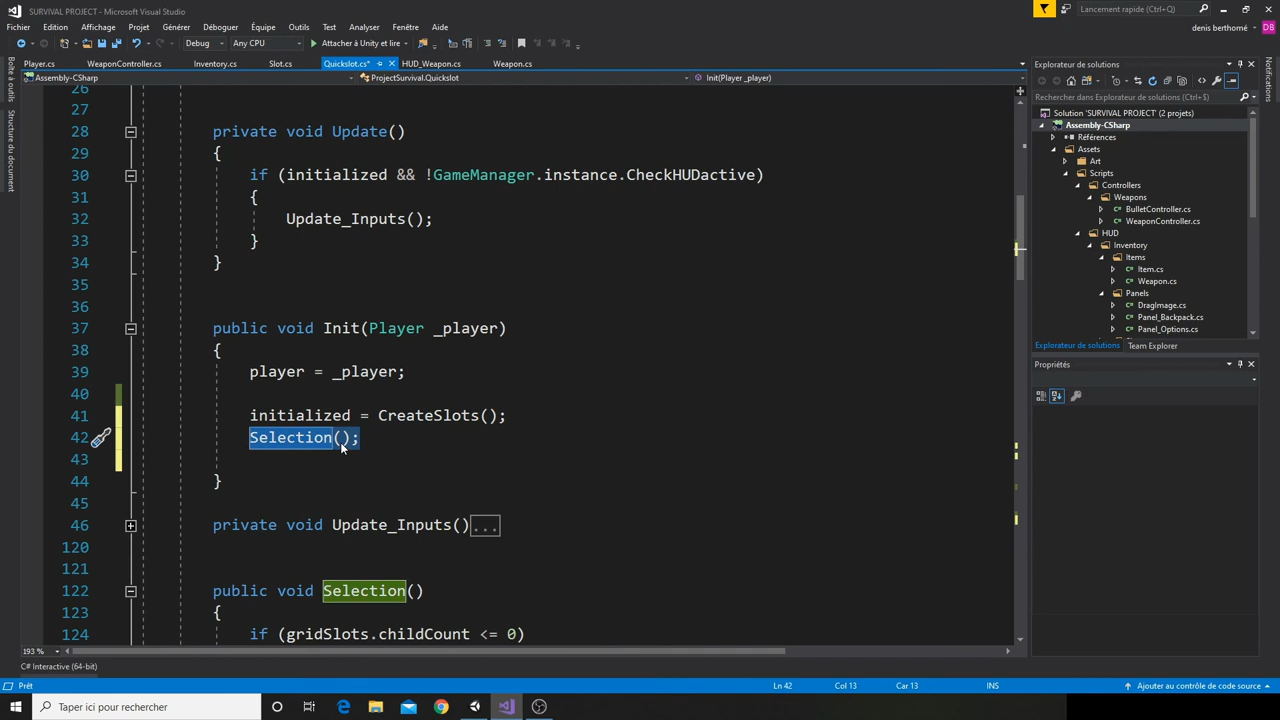 SURVIVAL PROJECT - Microsoft Visual Studio
Lancement rapide (Ctrl+Q)
Fichier Edition Affichage Projet Générer Déboguer Équipe Outils Test Analyser Fenêtre Aide
denis berthomé DB
Debug Any CPU Attacher à Unity et lire
Boîte à outils
Structure du document
Player.cs WeaponController.cs Inventory.cs Slot.cs Quickslot.cs* HUD_Weapon.cs Weapon.cs
Assembly-CSharp ProjectSurvival.Quickslot Init(Player _player)
26
27
28 private void Update()
29 {
30 if (initialized && !GameManager.instance.CheckHUDactive)
31 {
32 Update_Inputs();
33 }
34 }
35
36
37 public void Init(Player _player)
38 {
39 player = _player;
40
41 initialized = CreateSlots();
42 Selection();
43
44 }
45
46 private void Update_Inputs()...
120
121
122 public void Selection()
123 {
124 if (gridSlots.childCount <= 0)
193 %
C# Interactive (64-bit)
Explorateur de solutions
Rechercher dans Explorateur de solutions (Ctrl+$)
Solution 'SURVIVAL PROJECT' (2 projets)
Assembly-CSharp
Références
Assets
Art
Scripts
Controllers
Weapons
BulletController.cs
WeaponController.cs
HUD
Inventory
Items
Item.cs
Weapon.cs
Panels
DragImage.cs
Panel_Backpack.cs
Panel_Options.cs
Explorateur de solutions Team Explorer
Propriétés
Notifications
Prêt Ln 42 Col 13 Car 13 INS Ajouter au contrôle de code source
Taper ici pour rechercher